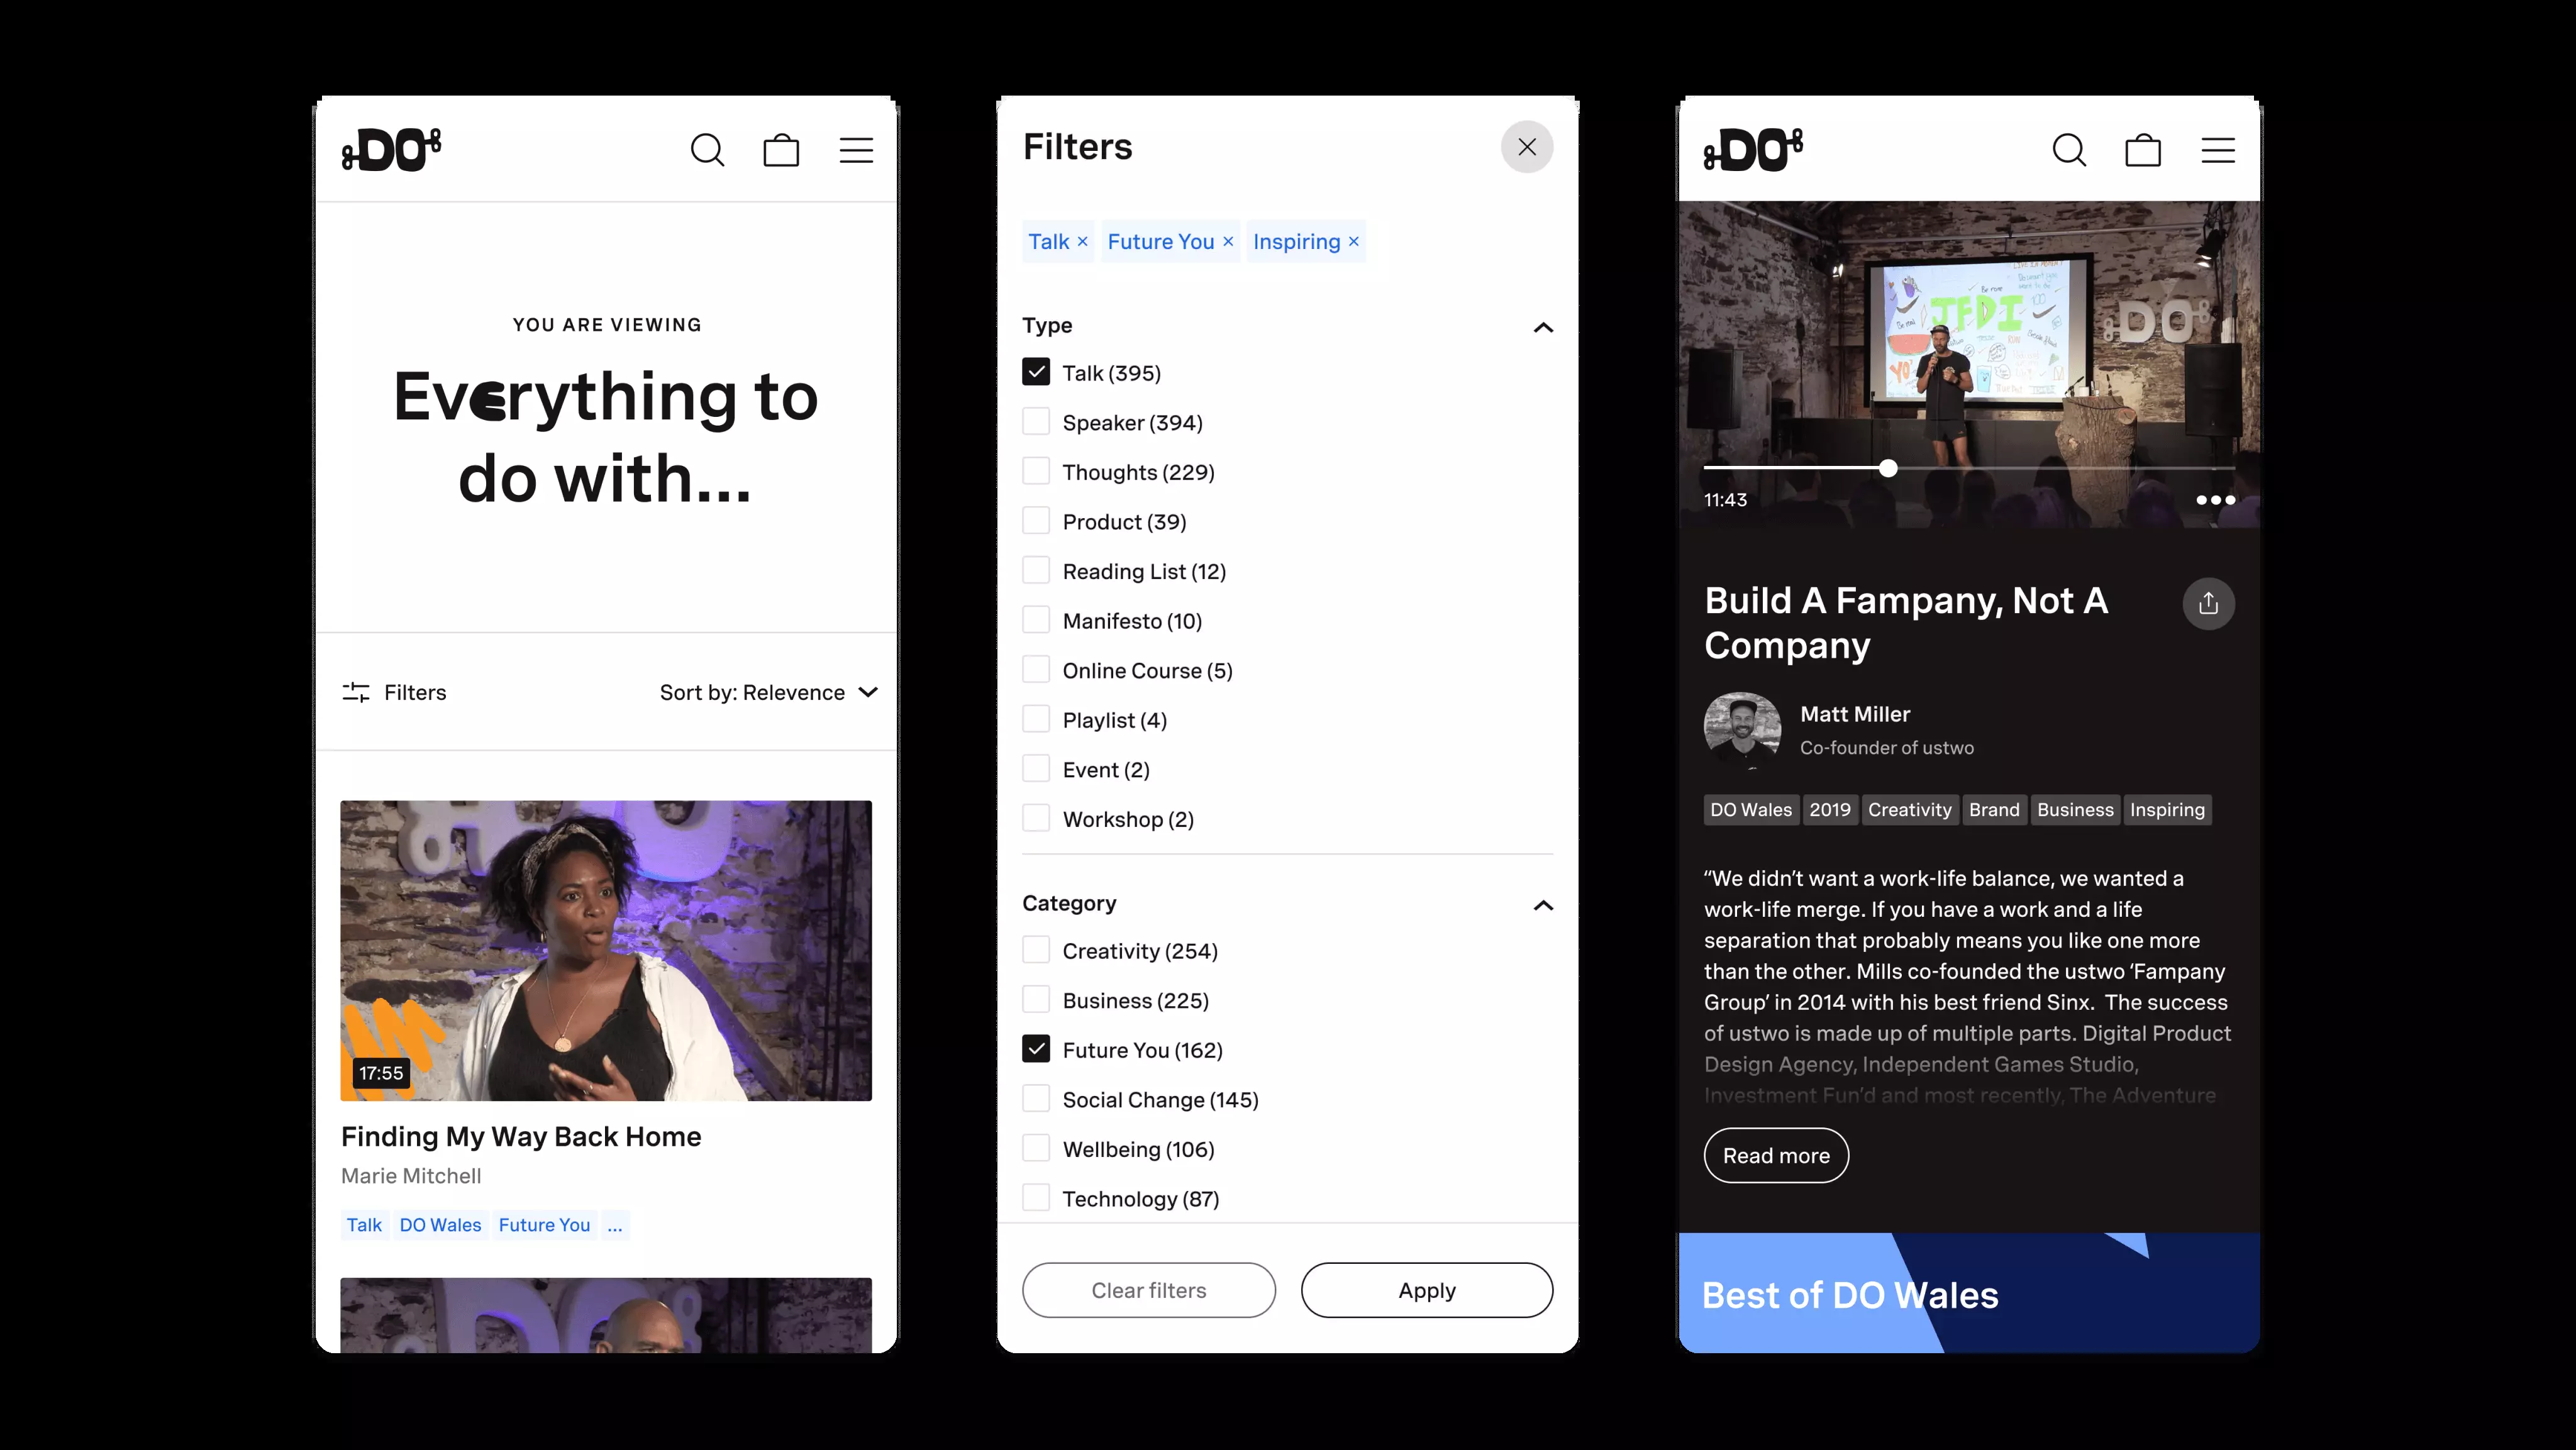 DO
YOU ARE VIEWING
Everything to
do with...
Filters
Sort by: Relevence
17:55
Finding My Way Back Home
Marie Mitchell
Talk DO Wales Future You ...
DO
Filters
Talk × Future You × Inspiring ×
Type
Talk (395)
Speaker (394)
Thoughts (229)
Product (39)
Reading List (12)
Manifesto (10)
Online Course (5)
Playlist (4)
Event (2)
Workshop (2)
Category
Creativity (254)
Business (225)
Future You (162)
Social Change (145)
Wellbeing (106)
Technology (87)
Clear filters
Apply
DO
JFDI
YO
DO
11:43
Build A Fampany, Not A
Company
Matt Miller
Co-founder of ustwo
DO Wales 2019 Creativity Brand Business Inspiring
“We didn’t want a work-life balance, we wanted a
work-life merge. If you have a work and a life
separation that probably means you like one more
than the other. Mills co-founded the ustwo ‘Fampany
Group’ in 2014 with his best friend Sinx.  The success
of ustwo is made up of multiple parts. Digital Product
Design Agency, Independent Games Studio,
Investment Fun’d and most recently, The Adventure
Read more
Best of DO Wales